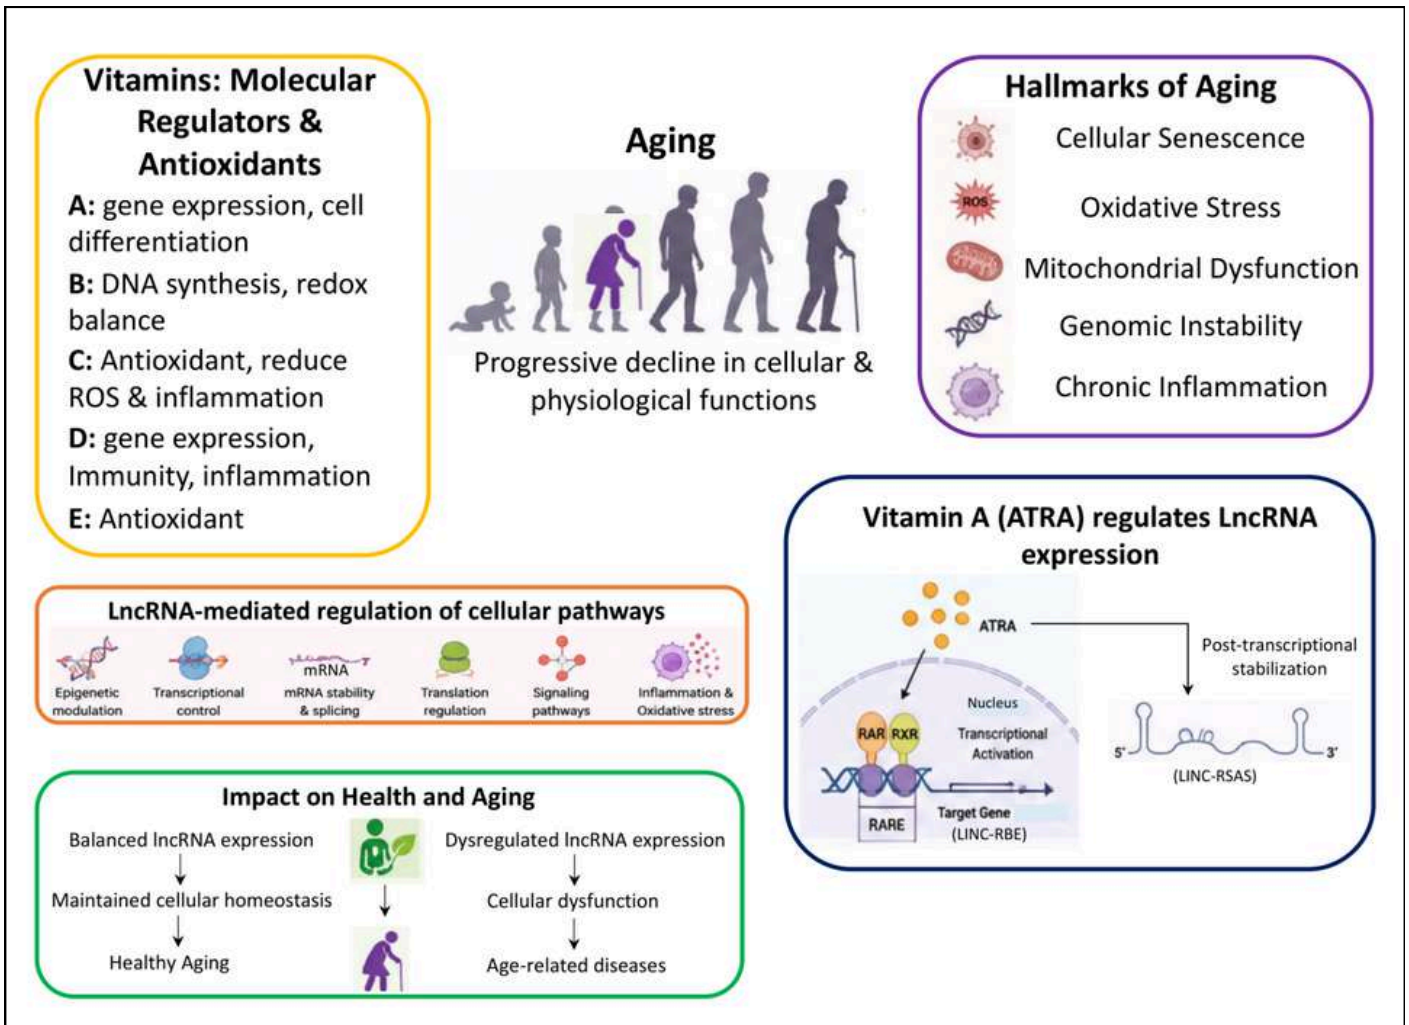 Vitamins: Molecular
Regulators &
Antioxidants
A: gene expression, cell
differentiation
B: DNA synthesis, redox
balance
C: Antioxidant, reduce
ROS & inflammation
D: gene expression,
Immunity, inflammation
E: Antioxidant
Aging
Progressive decline in cellular &
physiological functions
Hallmarks of Aging
Cellular Senescence
ROS
Oxidative Stress
Mitochondrial Dysfunction
Genomic Instability
Chronic Inflammation
LncRNA-mediated regulation of cellular pathways
Epigenetic
modulation
Transcriptional
control
mRNA
mRNA stability
& splicing
Translation
regulation
Signaling
pathways
Inflammation &
Oxidative stress
Vitamin A (ATRA) regulates LncRNA
expression
ATRA
Post-transcriptional
stabilization
Nucleus
RAR RXR
Transcriptional
Activation
5'
3'
(LINC-RSAS)
RARE
Target Gene
(LINC-RBE)
Impact on Health and Aging
Balanced lncRNA expression
Maintained cellular homeostasis
Healthy Aging
Dysregulated lncRNA expression
Cellular dysfunction
Age-related diseases